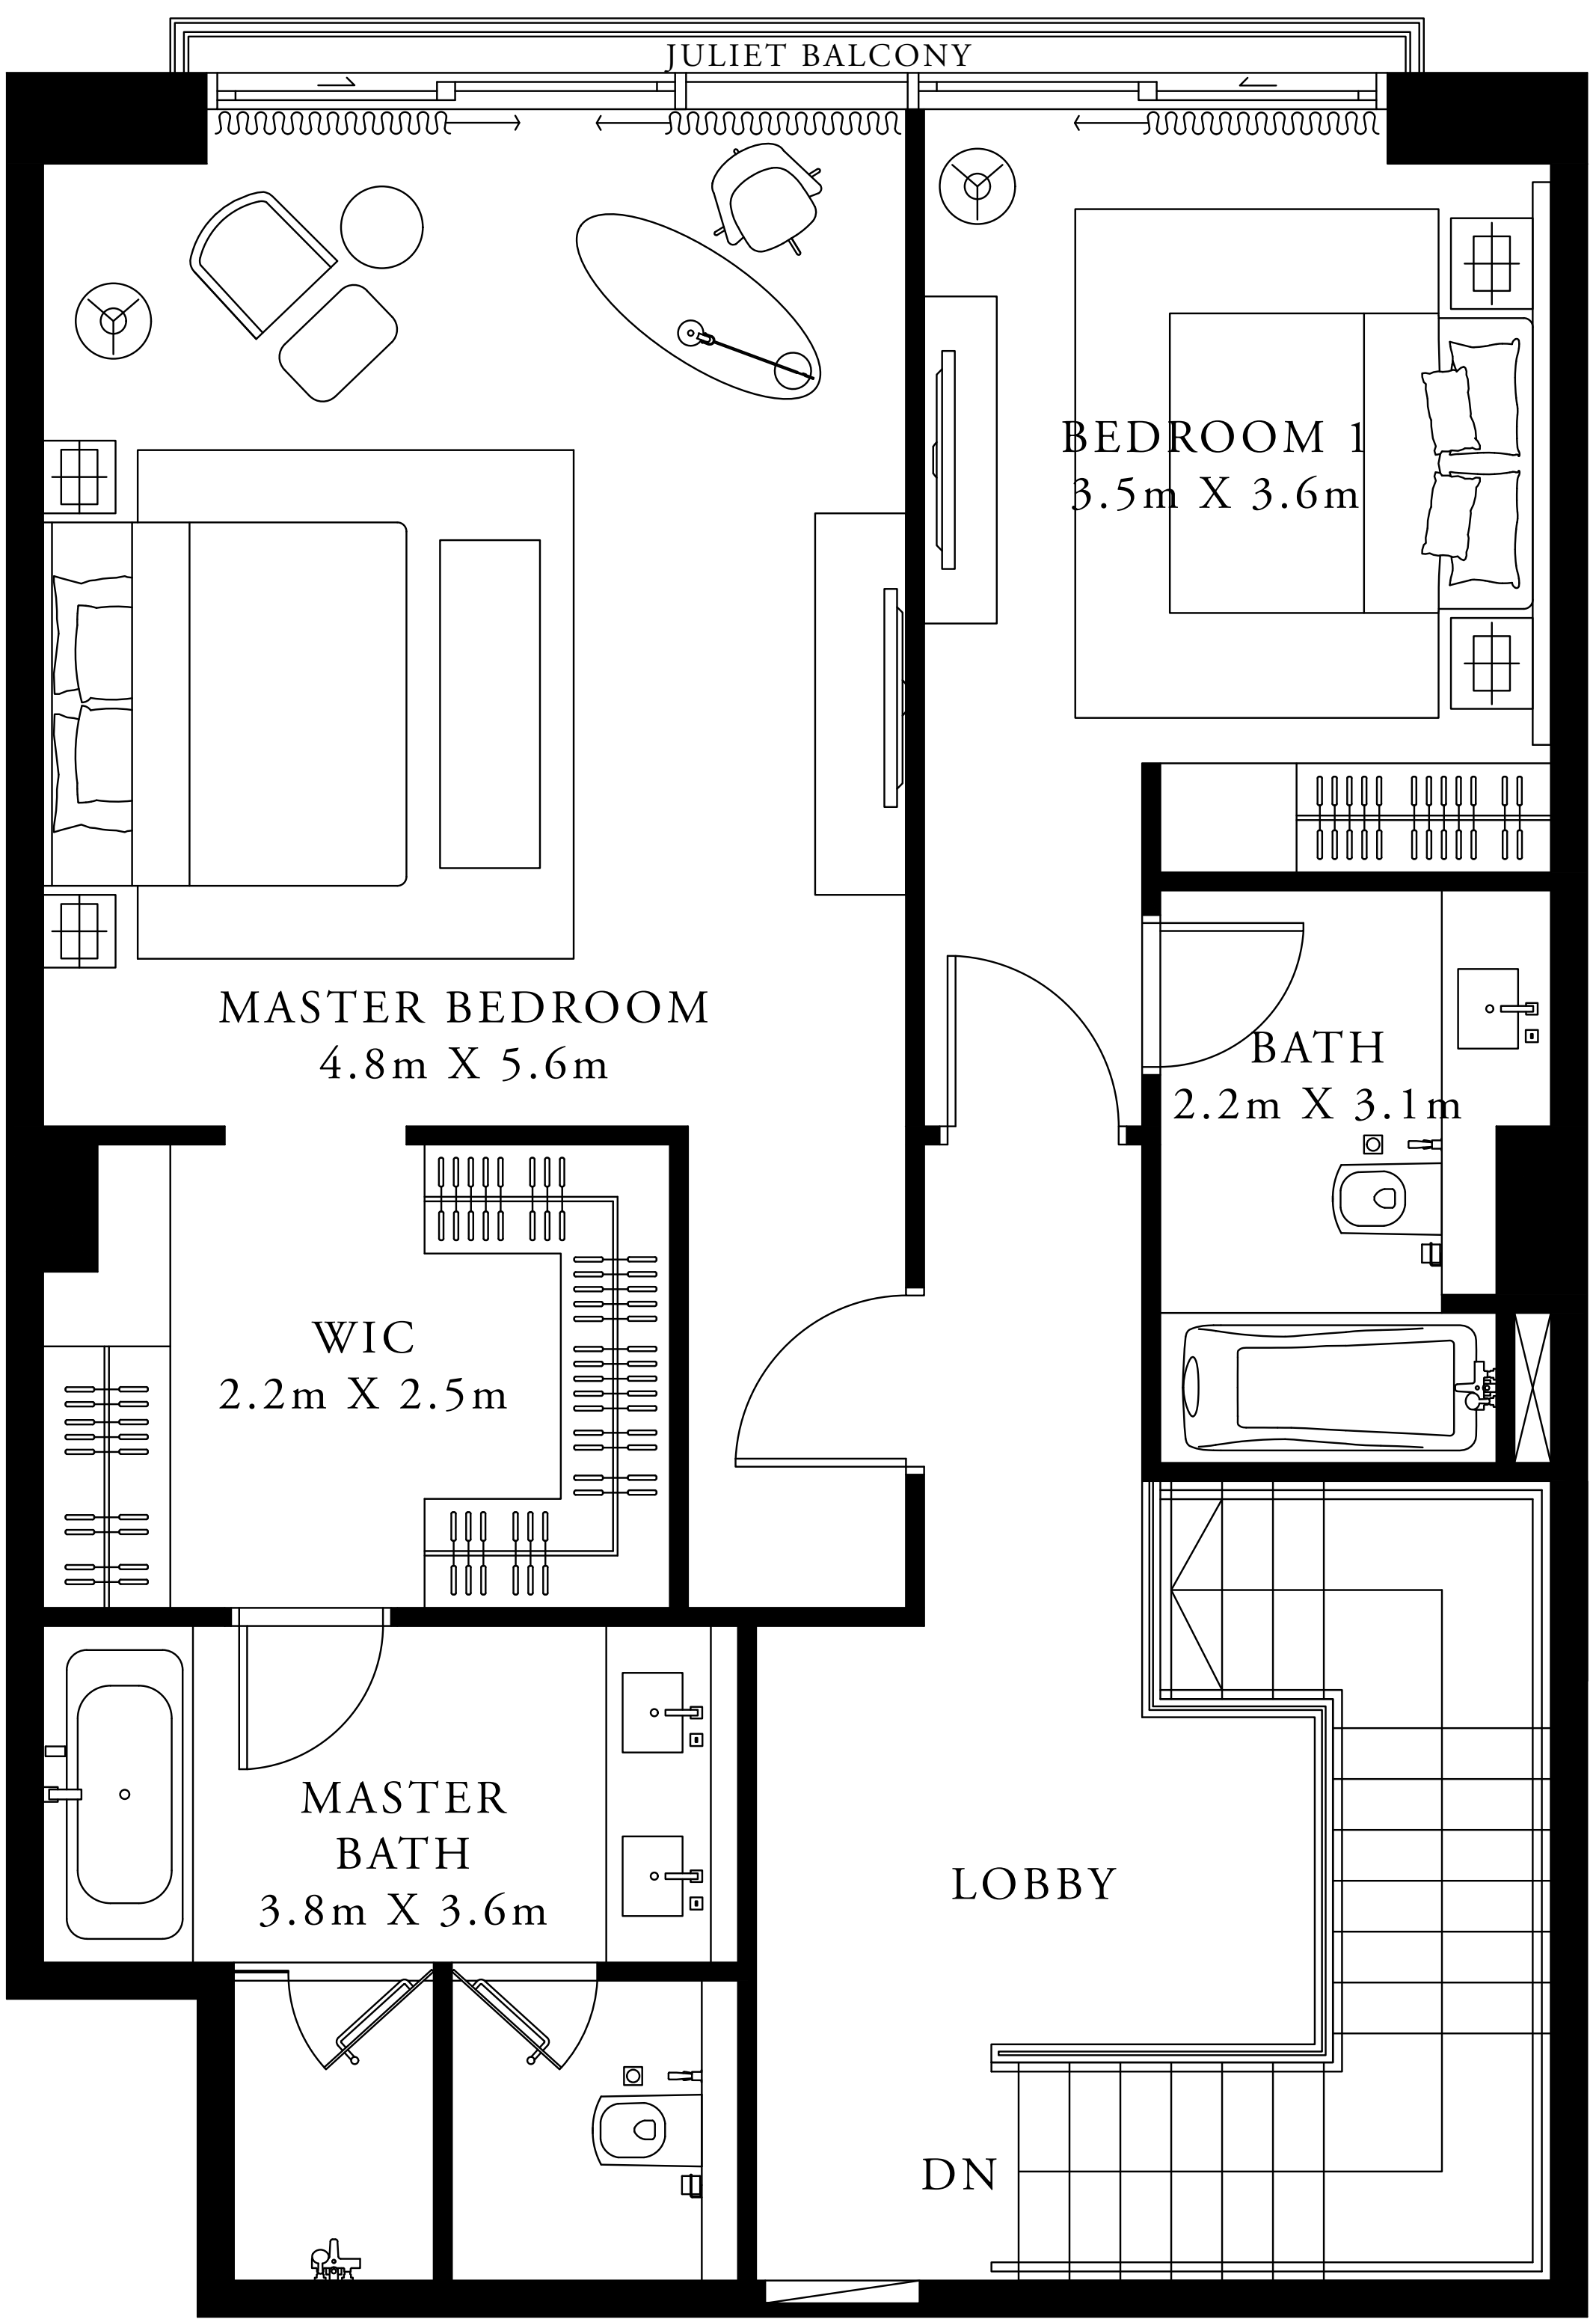 JULIET BALCONY
BEDROOM 1
3.5m X 3.6m
MASTER BEDROOM
4.8m X 5.6m
BATH
2.2m X 3.1m
WIC
2.2m X 2.5m
MASTER
BATH
3.8m X 3.6m
LOBBY
DN